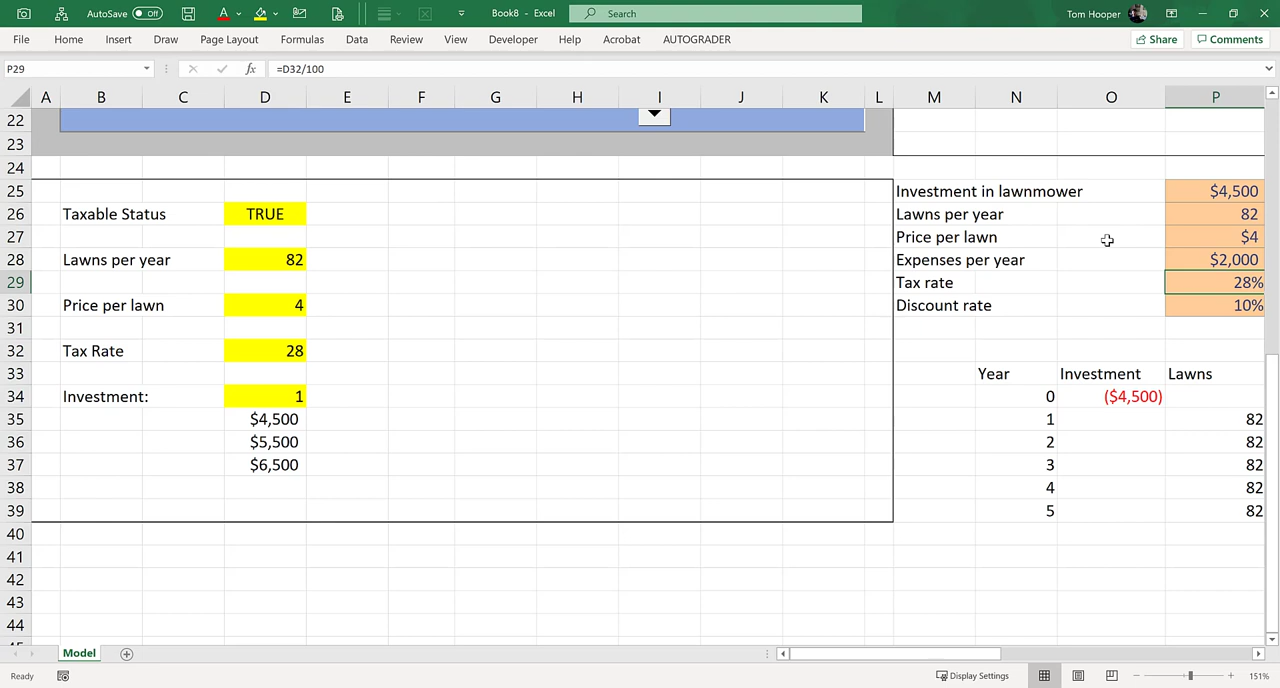 AutoSave Off Book8 - Excel Search Tom Hooper
File Home Insert Draw Page Layout Formulas Data Review View Developer Help Acrobat AUTOGRADER Share Comments
P29 fx =D32/100
A B C D E F G H I J K L M N O P
22
23
24
25 Investment in lawnmower $4,500
26 Taxable Status TRUE Lawns per year 82
27 Price per lawn $4
28 Lawns per year 82 Expenses per year $2,000
29 Tax rate 28%
30 Price per lawn 4 Discount rate 10%
31
32 Tax Rate 28
33 Year Investment Lawns
34 Investment: 1 0 ($4,500)
35 $4,500 1 82
36 $5,500 2 82
37 $6,500 3 82
38 4 82
39 5 82
40
41
42
43
44
Model
Ready Display Settings 151%